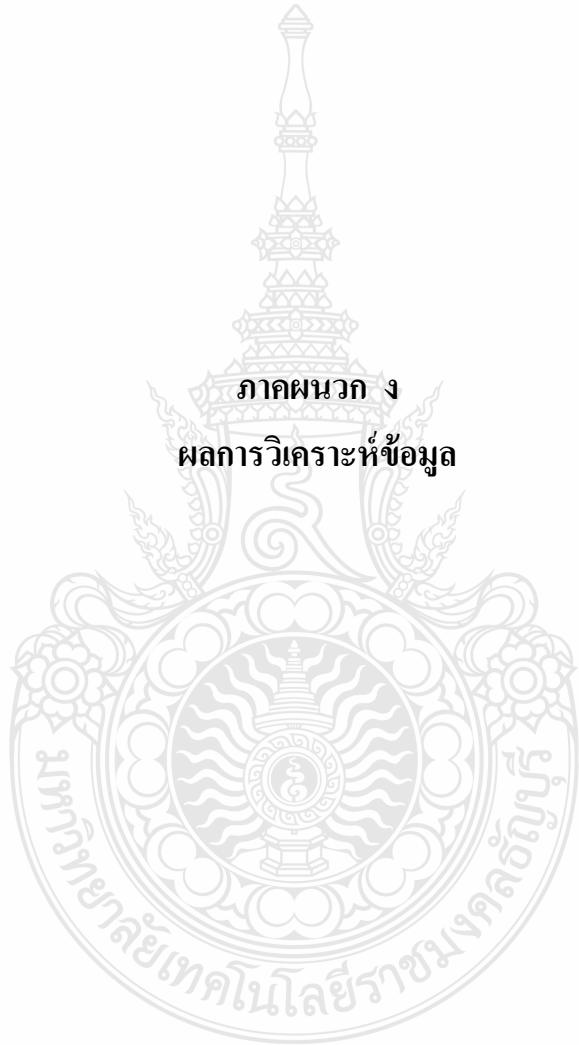 ภาคผนวก ง
ผลการวิเคราะห์ข้อมูล
มหาวิทยาลัยเทคโนโลยีราชมงคลธัญบุรี